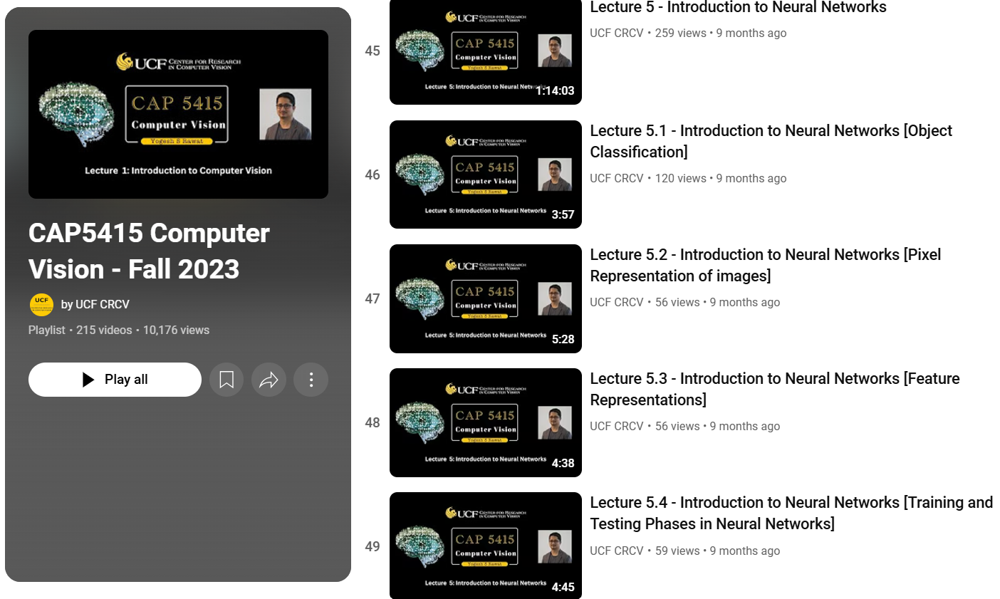 UCF CENTER FOR RESEARCH
IN COMPUTER VISION
CAP 5415
Computer Vision
Yogesh S Rawat
Lecture 1: Introduction to Computer Vision
CAP5415 Computer
Vision - Fall 2023
UCF
by UCF CRCV
Playlist • 215 videos • 10,176 views
Play all
45
UCF CENTER FOR RESEARCH
IN COMPUTER VISION
CAP 5415
Computer Vision
Yogesh S Rawat
Lecture 5: Introduction to Neural
1:14:03
Lecture 5 - Introduction to Neural Networks
UCF CRCV • 259 views • 9 months ago
46
UCF CENTER FOR RESEARCH
IN COMPUTER VISION
CAP 5415
Computer Vision
Yogesh S Rawat
Lecture 5: Introduction to Neural Networks
3:57
Lecture 5.1 - Introduction to Neural Networks [Object
Classification]
UCF CRCV • 120 views • 9 months ago
47
UCF CENTER FOR RESEARCH
IN COMPUTER VISION
CAP 5415
Computer Vision
Yogesh S Rawat
Lecture 5: Introduction to Neural Networks
5:28
Lecture 5.2 - Introduction to Neural Networks [Pixel
Representation of images]
UCF CRCV • 56 views • 9 months ago
48
UCF CENTER FOR RESEARCH
IN COMPUTER VISION
CAP 5415
Computer Vision
Yogesh S Rawat
Lecture 5: Introduction to Neural Networks
4:38
Lecture 5.3 - Introduction to Neural Networks [Feature
Representations]
UCF CRCV • 56 views • 9 months ago
49
UCF CENTER FOR RESEARCH
IN COMPUTER VISION
CAP 5415
Computer Vision
Yogesh S Rawat
Lecture 5: Introduction to Neural Networks
4:45
Lecture 5.4 - Introduction to Neural Networks [Training and
Testing Phases in Neural Networks]
UCF CRCV • 59 views • 9 months ago